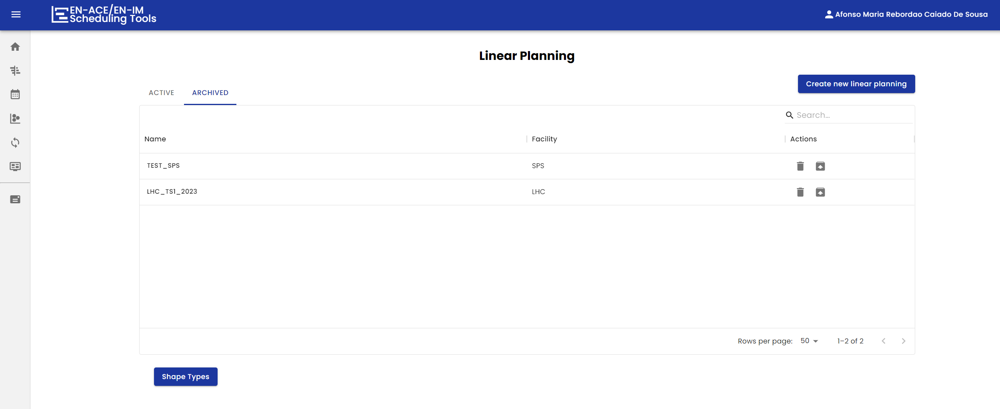 EN-ACE/EN-IM
Scheduling Tools
Afonso Maria Rebordao Caiado De Sousa
Linear Planning
Create new linear planning
ACTIVE ARCHIVED
Search...
Name Facility Actions
TEST_SPS SPS
LHC_TS1_2023 LHC
Rows per page: 50 1–2 of 2
Shape Types